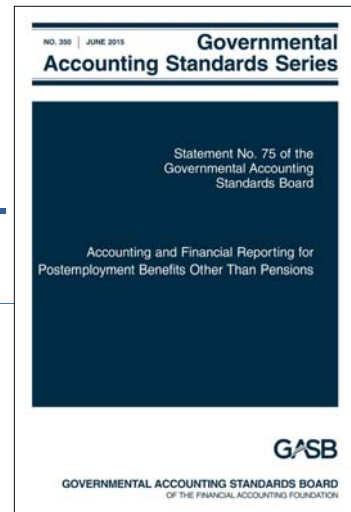 NO. 350 | JUNE 2015
Governmental
Accounting Standards Series
Statement No. 75 of the
Governmental Accounting
Standards Board
Accounting and Financial Reporting for
Postemployment Benefits Other Than Pensions
GASB
GOVERNMENTAL ACCOUNTING STANDARDS BOARD
OF THE FINANCIAL ACCOUNTING FOUNDATION